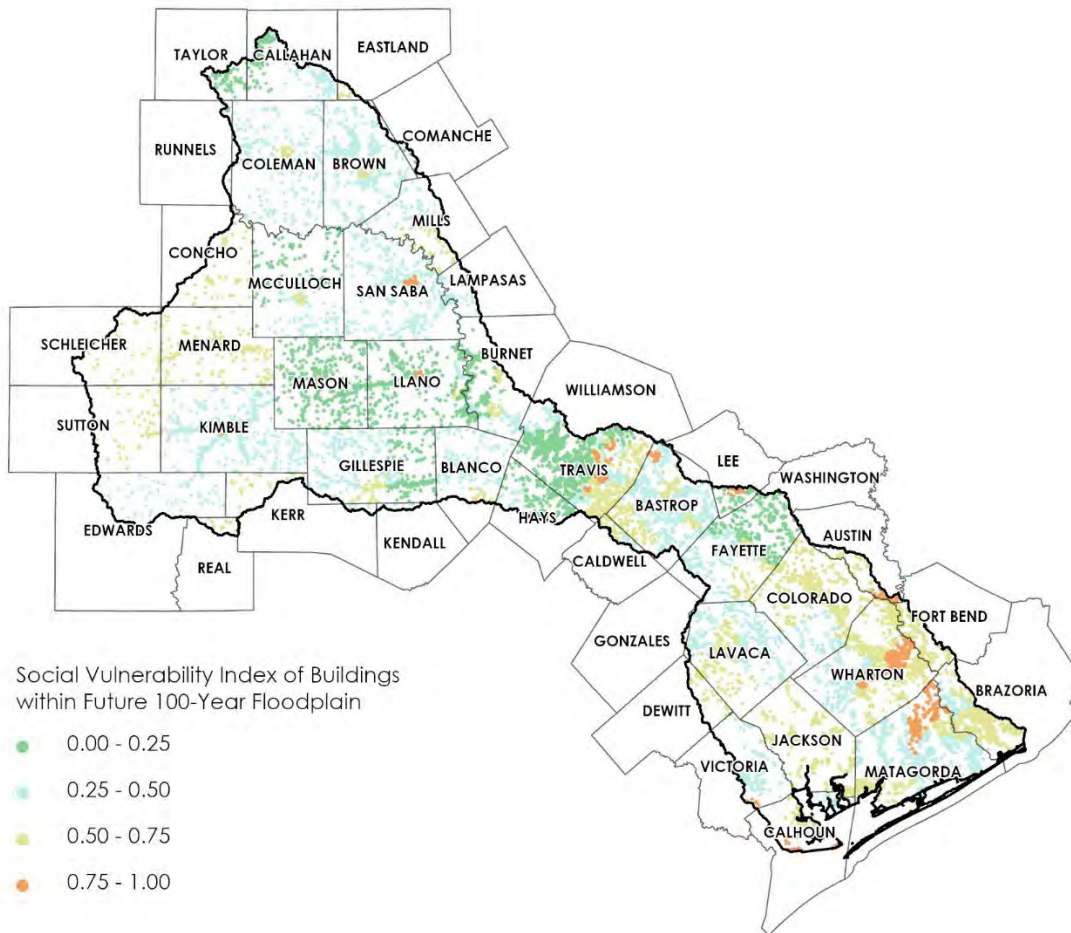 TAYLOR
CALLAHAN
EASTLAND
COMANCHE
RUNNELS
COLEMAN
BROWN
MILLS
CONCHO
MCCULLOCH
SAN SABA
LAMPASAS
SCHLEICHER
MENARD
BURNET
MASON
LLANO
WILLIAMSON
SUTTON
KIMBLE
GILLESPIE
BLANCO
TRAVIS
LEE
WASHINGTON
BASTROP
EDWARDS
KERR
HAYS
AUSTIN
KENDALL
FAYETTE
REAL
CALDWELL
COLORADO
FORT BEND
GONZALES
LAVACA
WHARTON
BRAZORIA
DEWITT
JACKSON
VICTORIA
MATAGORDA
CALHOUN
Social Vulnerability Index of Buildings
within Future 100-Year Floodplain
0.00 - 0.25
0.25 - 0.50
0.50 - 0.75
0.75 - 1.00